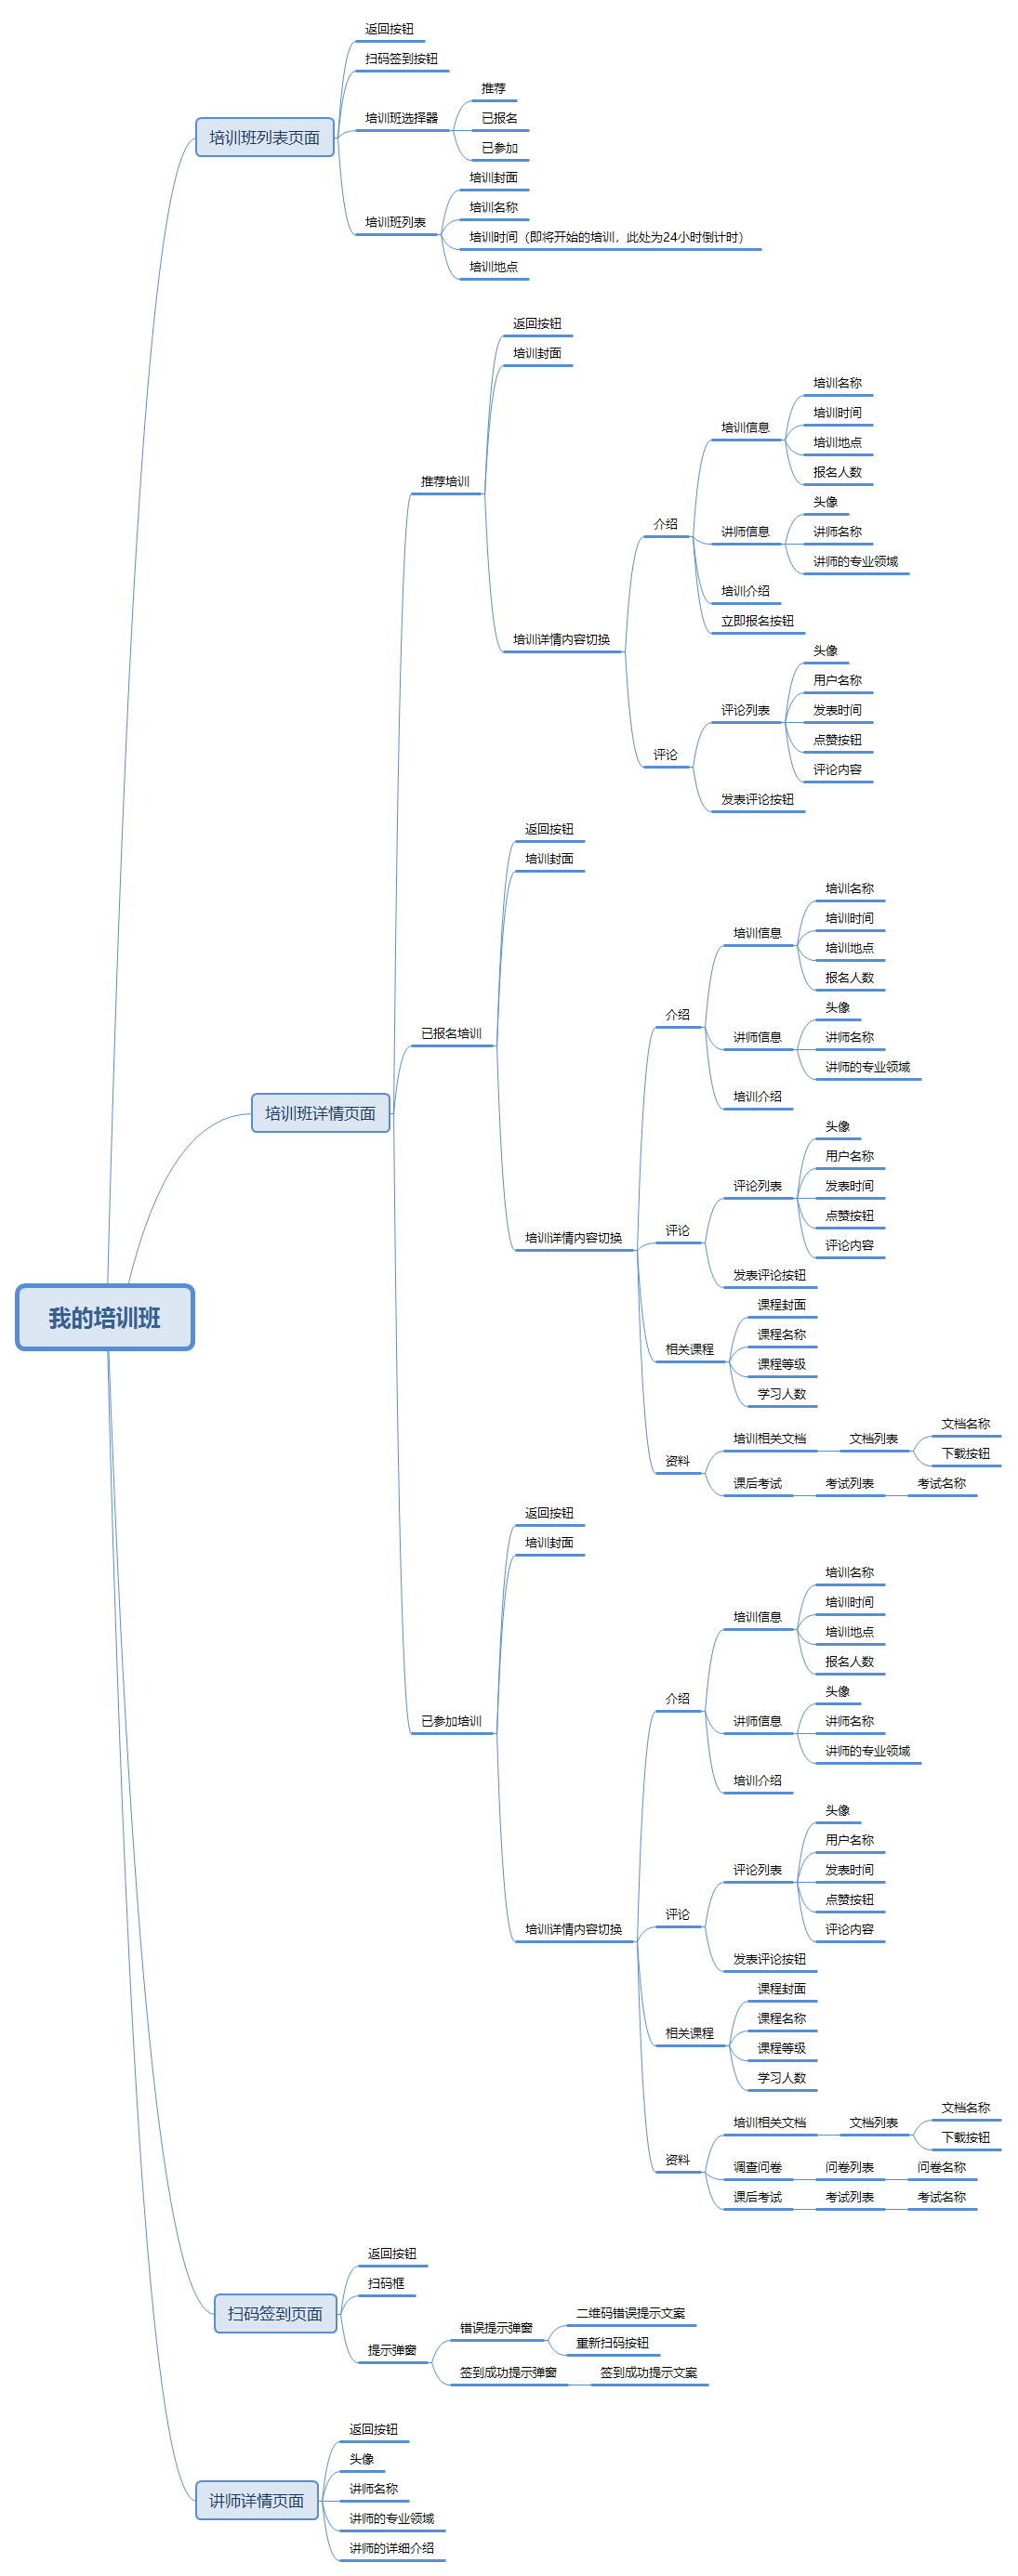 我的培训班
培训班列表页面
返回按钮
扫码签到按钮
培训班选择器
推荐
已报名
已参加
培训班列表
培训封面
培训名称
培训时间（即将开始的培训，此处为24小时倒计时）
培训地点
培训班详情页面
推荐培训
返回按钮
培训封面
培训详情内容切换
介绍
培训信息
培训名称
培训时间
培训地点
报名人数
讲师信息
头像
讲师名称
讲师的专业领域
培训介绍
立即报名按钮
评论
评论列表
头像
用户名称
发表时间
点赞按钮
评论内容
发表评论按钮
已报名培训
返回按钮
培训封面
培训详情内容切换
介绍
培训信息
培训名称
培训时间
培训地点
报名人数
讲师信息
头像
讲师名称
讲师的专业领域
培训介绍
评论
评论列表
头像
用户名称
发表时间
点赞按钮
评论内容
发表评论按钮
相关课程
课程封面
课程名称
课程等级
学习人数
资料
培训相关文档
文档列表
文档名称
下载按钮
课后考试
考试列表
考试名称
已参加培训
返回按钮
培训封面
培训详情内容切换
介绍
培训信息
培训名称
培训时间
培训地点
报名人数
讲师信息
头像
讲师名称
讲师的专业领域
培训介绍
评论
评论列表
头像
用户名称
发表时间
点赞按钮
评论内容
发表评论按钮
相关课程
课程封面
课程名称
课程等级
学习人数
资料
培训相关文档
文档列表
文档名称
下载按钮
调查问卷
问卷列表
问卷名称
课后考试
考试列表
考试名称
扫码签到页面
返回按钮
扫码框
提示弹窗
错误提示弹窗
二维码错误提示文案
重新扫码按钮
签到成功提示弹窗
签到成功提示文案
讲师详情页面
返回按钮
头像
讲师名称
讲师的专业领域
讲师的详细介绍